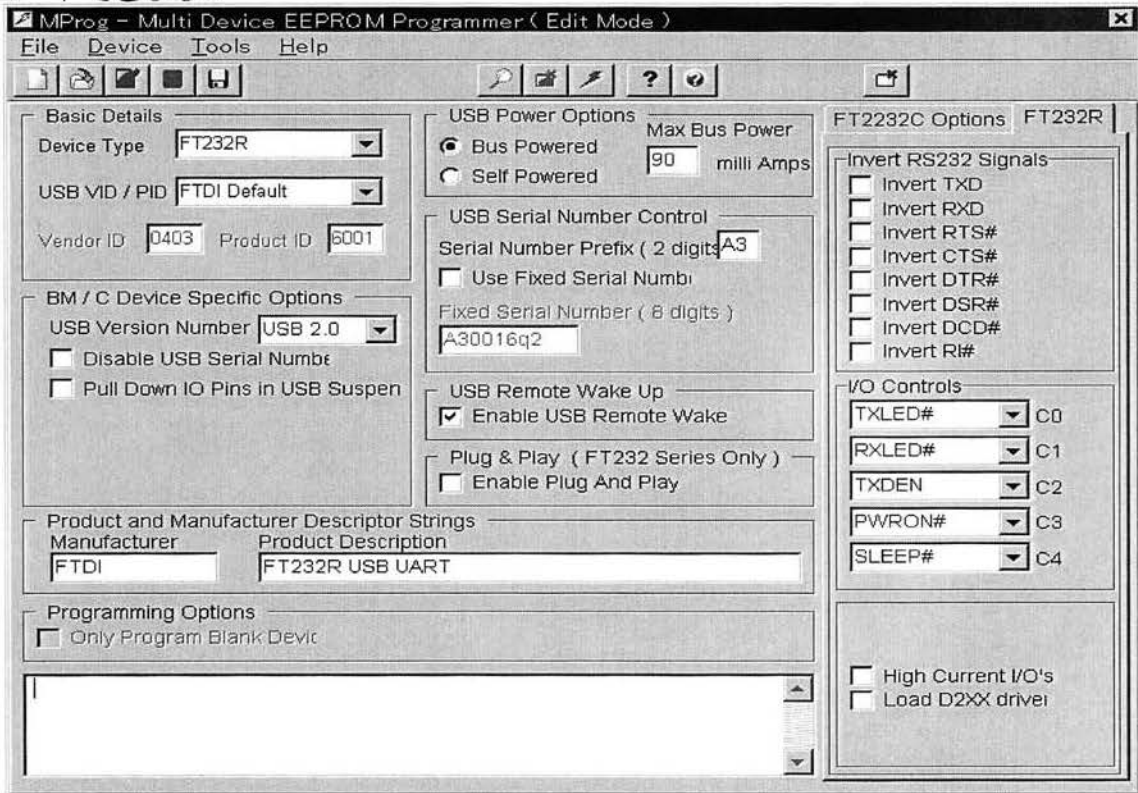 MProg - Multi Device EEPROM Programmer ( Edit Mode )
File Device Tools Help
Basic Details
Device Type FT232R
USB VID / PID FTDI Default
Vendor ID 0403 Product ID 6001
BM / C Device Specific Options
USB Version Number USB 2.0
Disable USB Serial Numbe
Pull Down IO Pins in USB Suspen
USB Power Options
Bus Powered
Self Powered
Max Bus Power
90 milli Amps
USB Serial Number Control
Serial Number Prefix ( 2 digits A3
Use Fixed Serial Numb
Fixed Serial Number ( 8 digits )
A30016q2
USB Remote Wake Up
Enable USB Remote Wake
Plug & Play ( FT232 Series Only )
Enable Plug And Play
Product and Manufacturer Descriptor Strings
Manufacturer Product Description
FTDI FT232R USB UART
Programming Options
Only Program Blank Devic
FT2232C Options FT232R
Invert RS232 Signals
Invert TXD
Invert RXD
Invert RTS#
Invert CTS#
Invert DTR#
Invert DSR#
Invert DCD#
Invert RI#
I/O Controls
TXLED# C0
RXLED# C1
TXDEN C2
PWRON# C3
SLEEP# C4
High Current I/O's
Load D2XX driver